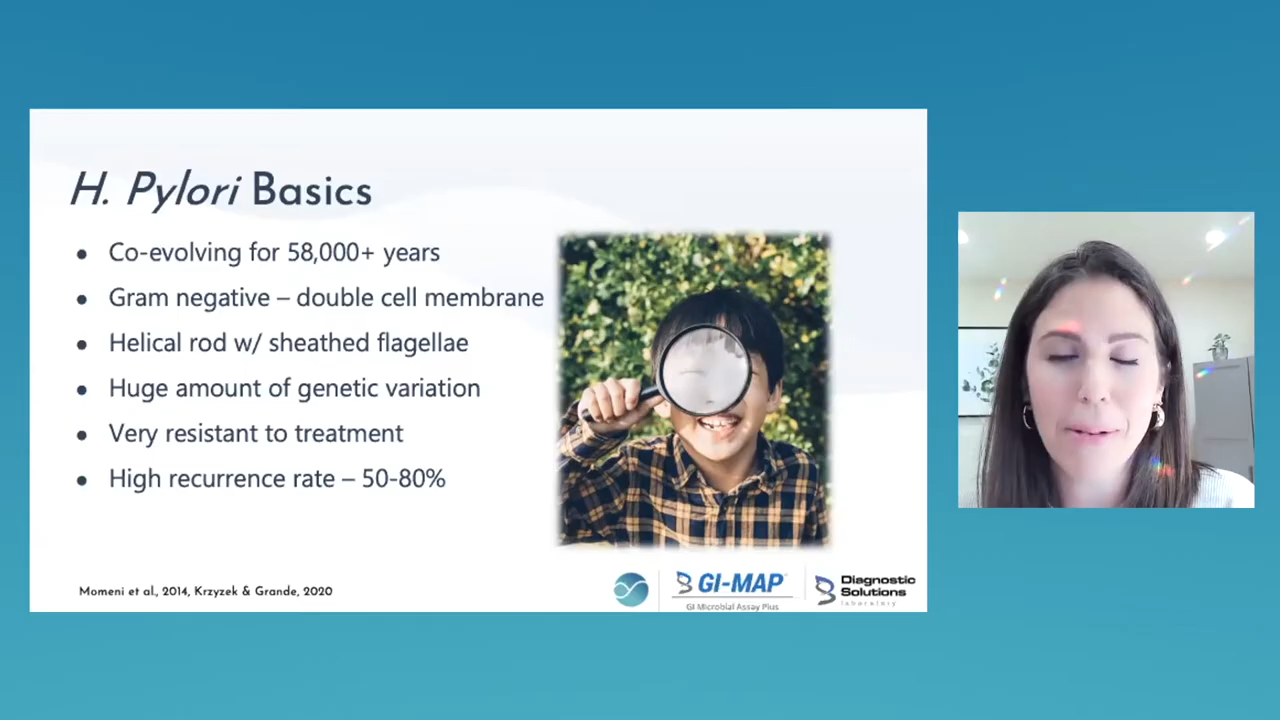 H. Pylori Basics
• Co-evolving for 58,000+ years
• Gram negative – double cell membrane
• Helical rod w/ sheathed flagellae
• Huge amount of genetic variation
• Very resistant to treatment
• High recurrence rate – 50-80%
Momeni et al., 2014, Krzyzek & Grande, 2020
GI-MAP
GI Microbial Assay Plus
Diagnostic
Solutions
laboratory